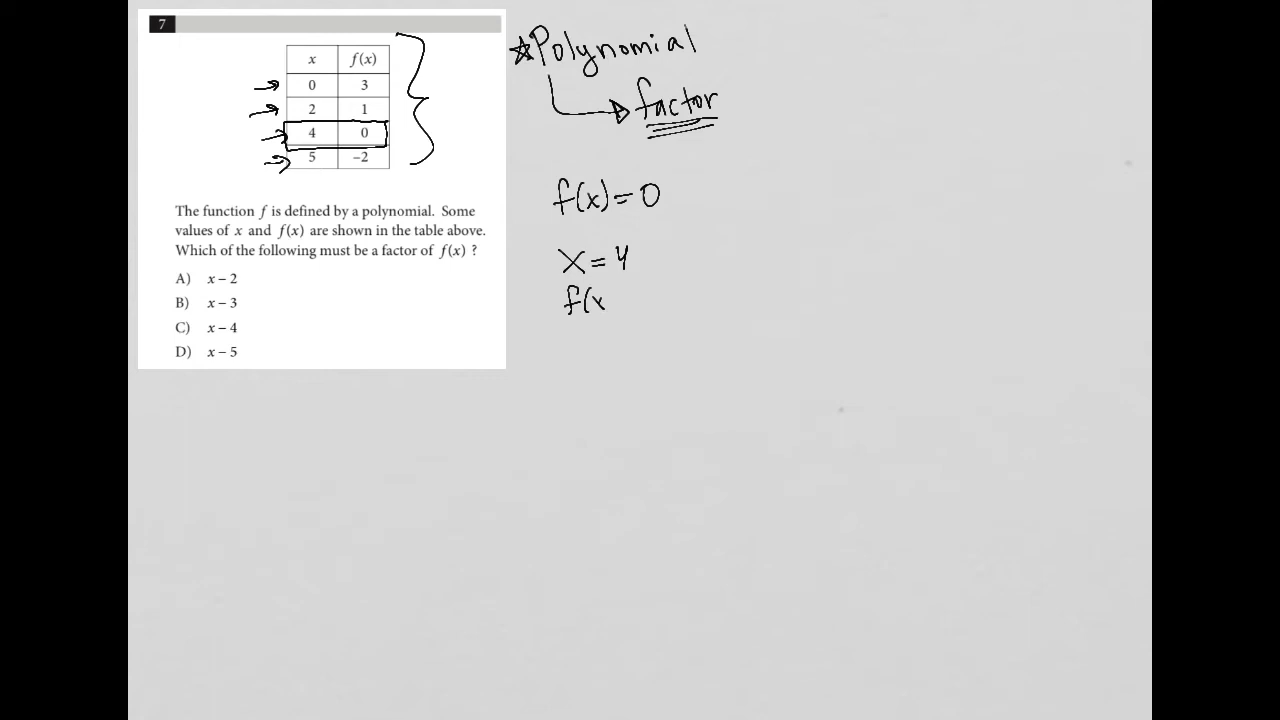 7
x f(x)
0 3
2 1
4 0
5 –2
The function f is defined by a polynomial. Some
values of x and f(x) are shown in the table above.
Which of the following must be a factor of f(x) ?
A) x – 2
B) x – 3
C) x – 4
D) x – 5
☆Polynomial
factor
f(x)=0
x=4
f(x